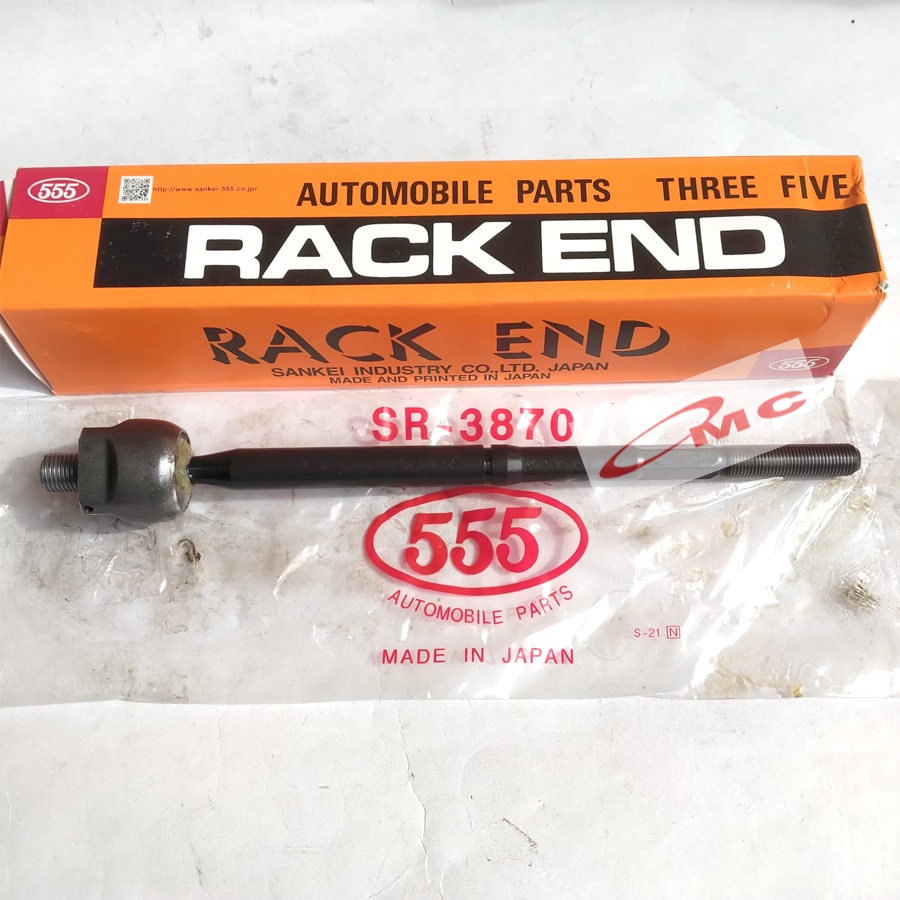 555
http://www.sankei-555.co.jp/
AUTOMOBILE PARTS THREE FIVE
RACK END
RACK END
SANKEI INDUSTRY CO.,LTD. JAPAN
MADE AND PRINTED IN JAPAN
555
SR-3870
MC
555
AUTOMOBILE PARTS
S-21 N
MADE IN JAPAN